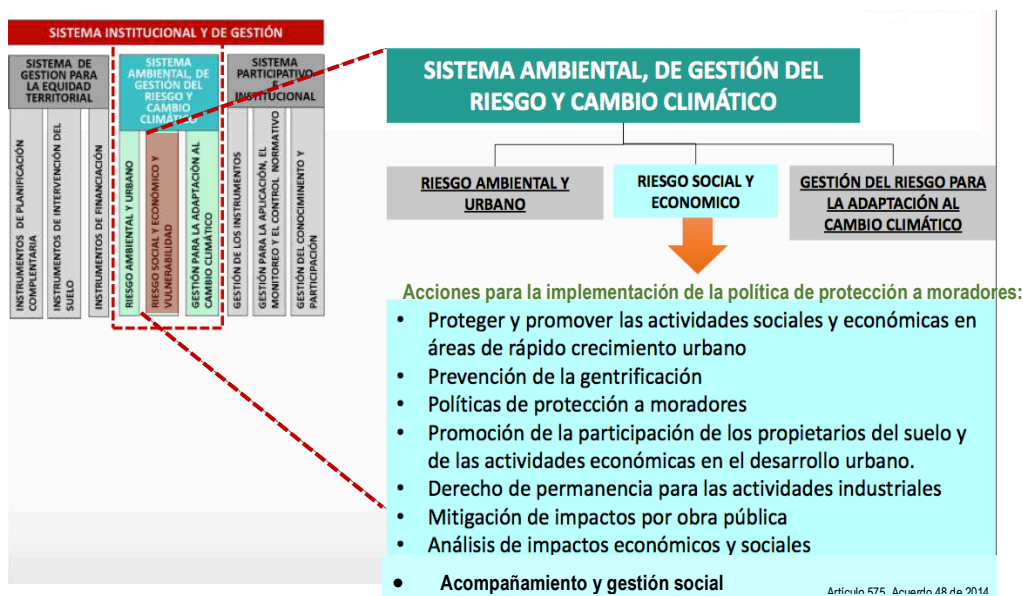 SISTEMA INSTITUCIONAL Y DE GESTIÓN
SISTEMA DE
GESTION PARA
LA EQUIDAD
TERRITORIAL
SISTEMA
AMBIENTAL, DE
GESTIÓN DEL
RIESGO Y
CAMBIO
CLIMÁTICO
SISTEMA
PARTICIPATIVO
E
INSTITUCIONAL
INSTRUMENTOS DE PLANIFICACIÓN
COMPLENTARIA
INSTRUMENTOS DE INTERVENCIÓN DEL
SUELO
INSTRUMENTOS DE FINANCIACIÓN
RIESGO AMBIENTAL Y URBANO
RIESGO SOCIAL Y ECONÓMICO Y
VULNERABILIDAD
GESTIÓN PARA LA ADAPTACIÓN AL
CAMBIO CLIMÁTICO
GESTIÓN DE LOS INSTRUMENTOS
GESTIÓN PARA LA APLICACIÓN, EL
MONITOREO Y EL CONTROL NORMATIVO
GESTIÓN DEL CONOCIMIENTO Y
PARTICIPACIÓN
SISTEMA AMBIENTAL, DE GESTIÓN DEL
RIESGO Y CAMBIO CLIMÁTICO
RIESGO AMBIENTAL Y
URBANO
RIESGO SOCIAL Y
ECONOMICO
GESTIÓN DEL RIESGO PARA
LA ADAPTACIÓN AL
CAMBIO CLIMÁTICO
Acciones para la implementación de la política de protección a moradores:
• Proteger y promover las actividades sociales y económicas en
áreas de rápido crecimiento urbano
• Prevención de la gentrificación
• Políticas de protección a moradores
• Promoción de la participación de los propietarios del suelo y
de las actividades económicas en el desarrollo urbano.
• Derecho de permanencia para las actividades industriales
• Mitigación de impactos por obra pública
• Análisis de impactos económicos y sociales
• Acompañamiento y gestión social
Artículo 575, Acuerdo 48 de 2014